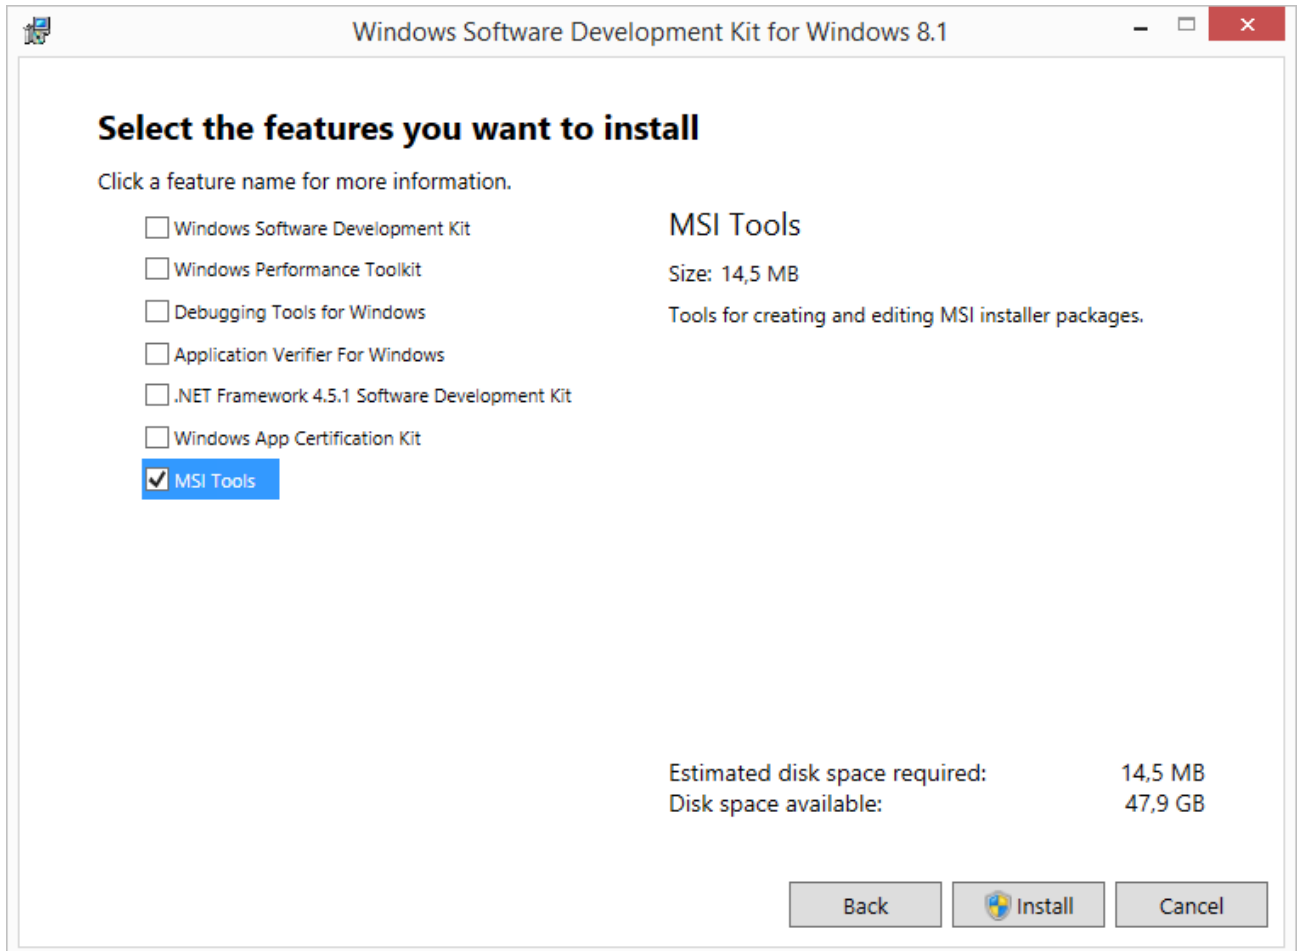 Windows Software Development Kit for Windows 8.1
Select the features you want to install
Click a feature name for more information.
Windows Software Development Kit
Windows Performance Toolkit
Debugging Tools for Windows
Application Verifier For Windows
.NET Framework 4.5.1 Software Development Kit
Windows App Certification Kit
MSI Tools
MSI Tools
Size: 14,5 MB
Tools for creating and editing MSI installer packages.
Estimated disk space required: 14,5 MB
Disk space available: 47,9 GB
Back Install Cancel